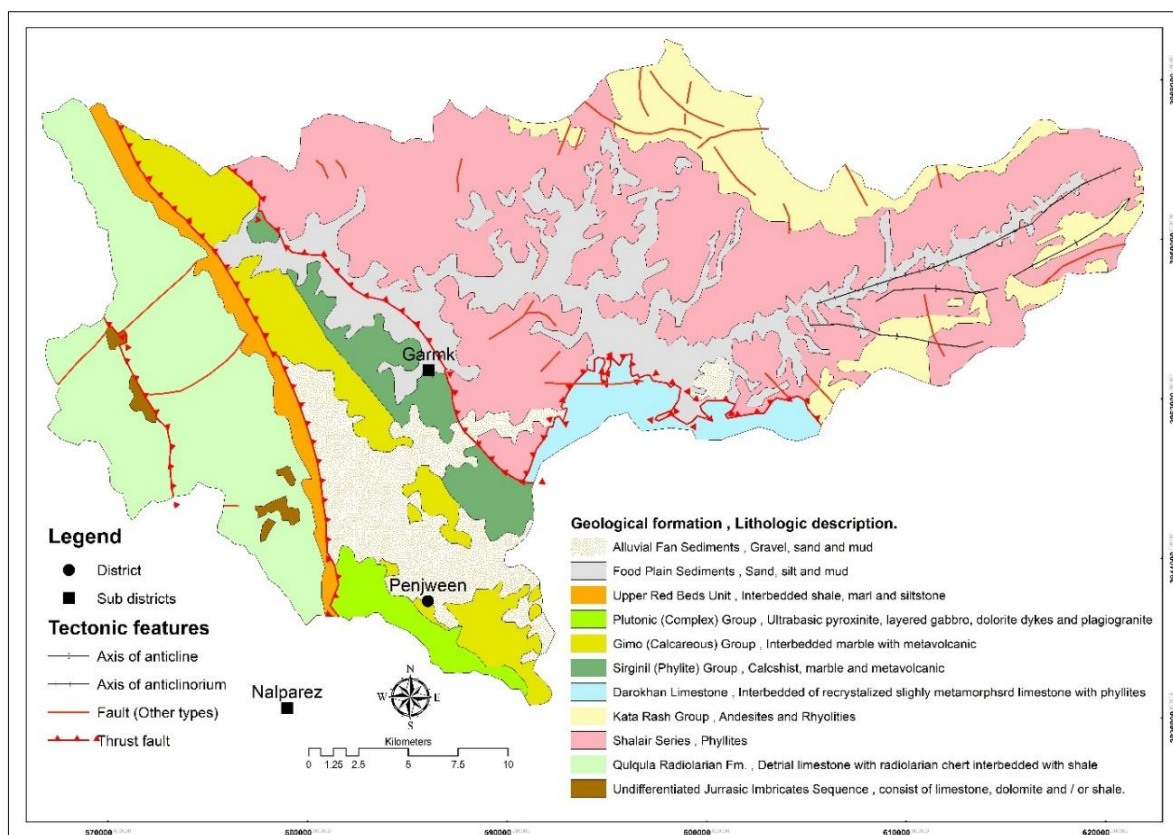 Garmk
Penjween
Nalparez
N
W
E
S
Kilometers
0 1.25 2.5 5 7.5 10
Legend
District
Sub districts
Tectonic features
Axis of anticline
Axis of anticlinorium
Fault (Other types)
Thrust fault
Geological formation , Lithologic description.
Alluvial Fan Sediments , Gravel, sand and mud
Food Plain Sediments , Sand, silt and mud
Upper Red Beds Unit , Interbedded shale, marl and siltstone
Plutonic (Complex) Group , Ultrabasic pyroxinite, layered gabbro, dolorite dykes and plagiogranite
Gimo (Calcareous) Group , Interbedded marble with metavolcanic
Sirginil (Phylite) Group , Calcshist, marble and metavolcanic
Darokhan Limestone , Interbedded of recrystalized slighly metamorphsrd limestone with phyllites
Kata Rash Group , Andesites and Rhyolities
Shalair Series , Phyllites
Qulqula Radiolarian Fm. , Detrial limestone with radiolarian chert interbedded with shale
Undifferentiated Jurrasic Imbricates Sequence , consist of limestone, dolomite and / or shale.
570000
580000
590000
600000
610000
620000